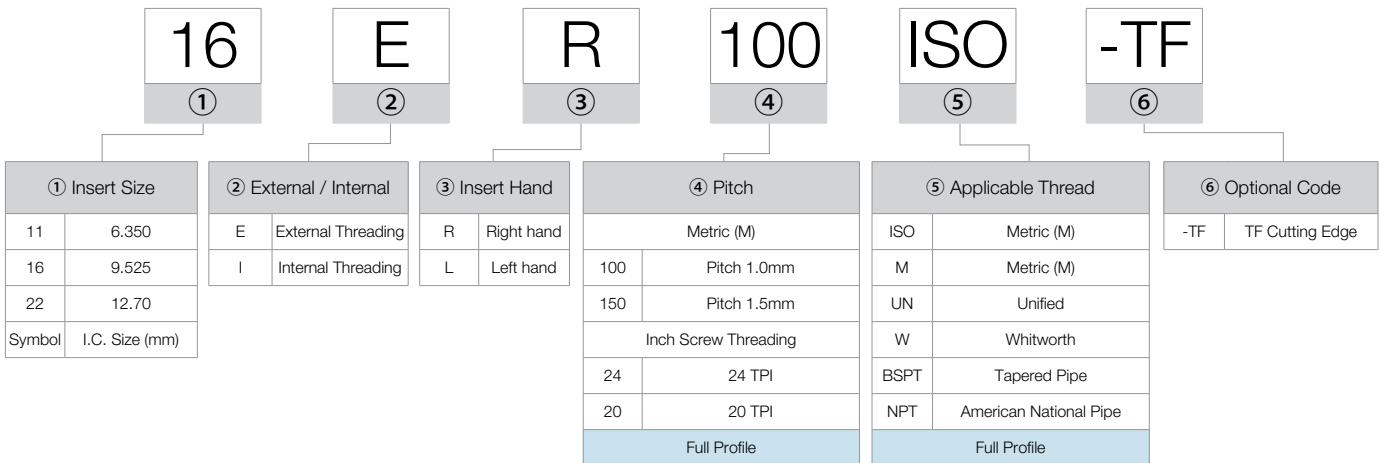 16 E R 100 ISO -TF
① ② ③ ④ ⑤ ⑥
① Insert Size
11 6.350
16 9.525
22 12.70
Symbol I.C. Size (mm)
② External / Internal
E External Threading
I Internal Threading
③ Insert Hand
R Right hand
L Left hand
④ Pitch
Metric (M)
100 Pitch 1.0mm
150 Pitch 1.5mm
Inch Screw Threading
24 24 TPI
20 20 TPI
Full Profile
⑤ Applicable Thread
ISO Metric (M)
M Metric (M)
UN Unified
W Whitworth
BSPT Tapered Pipe
NPT American National Pipe
Full Profile
⑥ Optional Code
-TF TF Cutting Edge